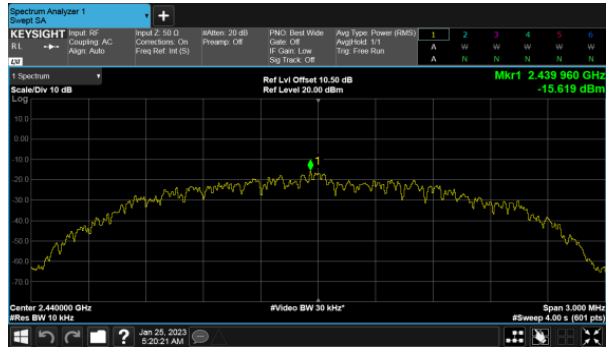 Spectrum Analyzer 1
Swept SA
+
KEYSIGHT Input: RF Input Z: 50 Ω #Atten: 20 dB PNO: Best Wide Avg Type: Power (RMS) 1 2 3 4 5 6
RL Coupling: AC Corrections: On Preamp: Off Gate: Off Avg|Hold: 1/1 A W W W W W
Align: Auto Freq Ref: Int (S) IF Gain: Low Trig: Free Run
LXI Sig Track: Off A N N N N N
1 Spectrum Ref Lvl Offset 10.50 dB Mkr1 2.439 960 GHz
Scale/Div 10 dB Ref Level 20.00 dBm -15.619 dBm
Log
10.0
0.00
1
-10.0
-20.0
-30.0
-40.0
-50.0
-60.0
-70.0
Center 2.440000 GHz #Video BW 30 kHz* Span 3.000 MHz
#Res BW 10 kHz #Sweep 4.00 s (601 pts)
? Jan 25, 2023
5:20:21 AM